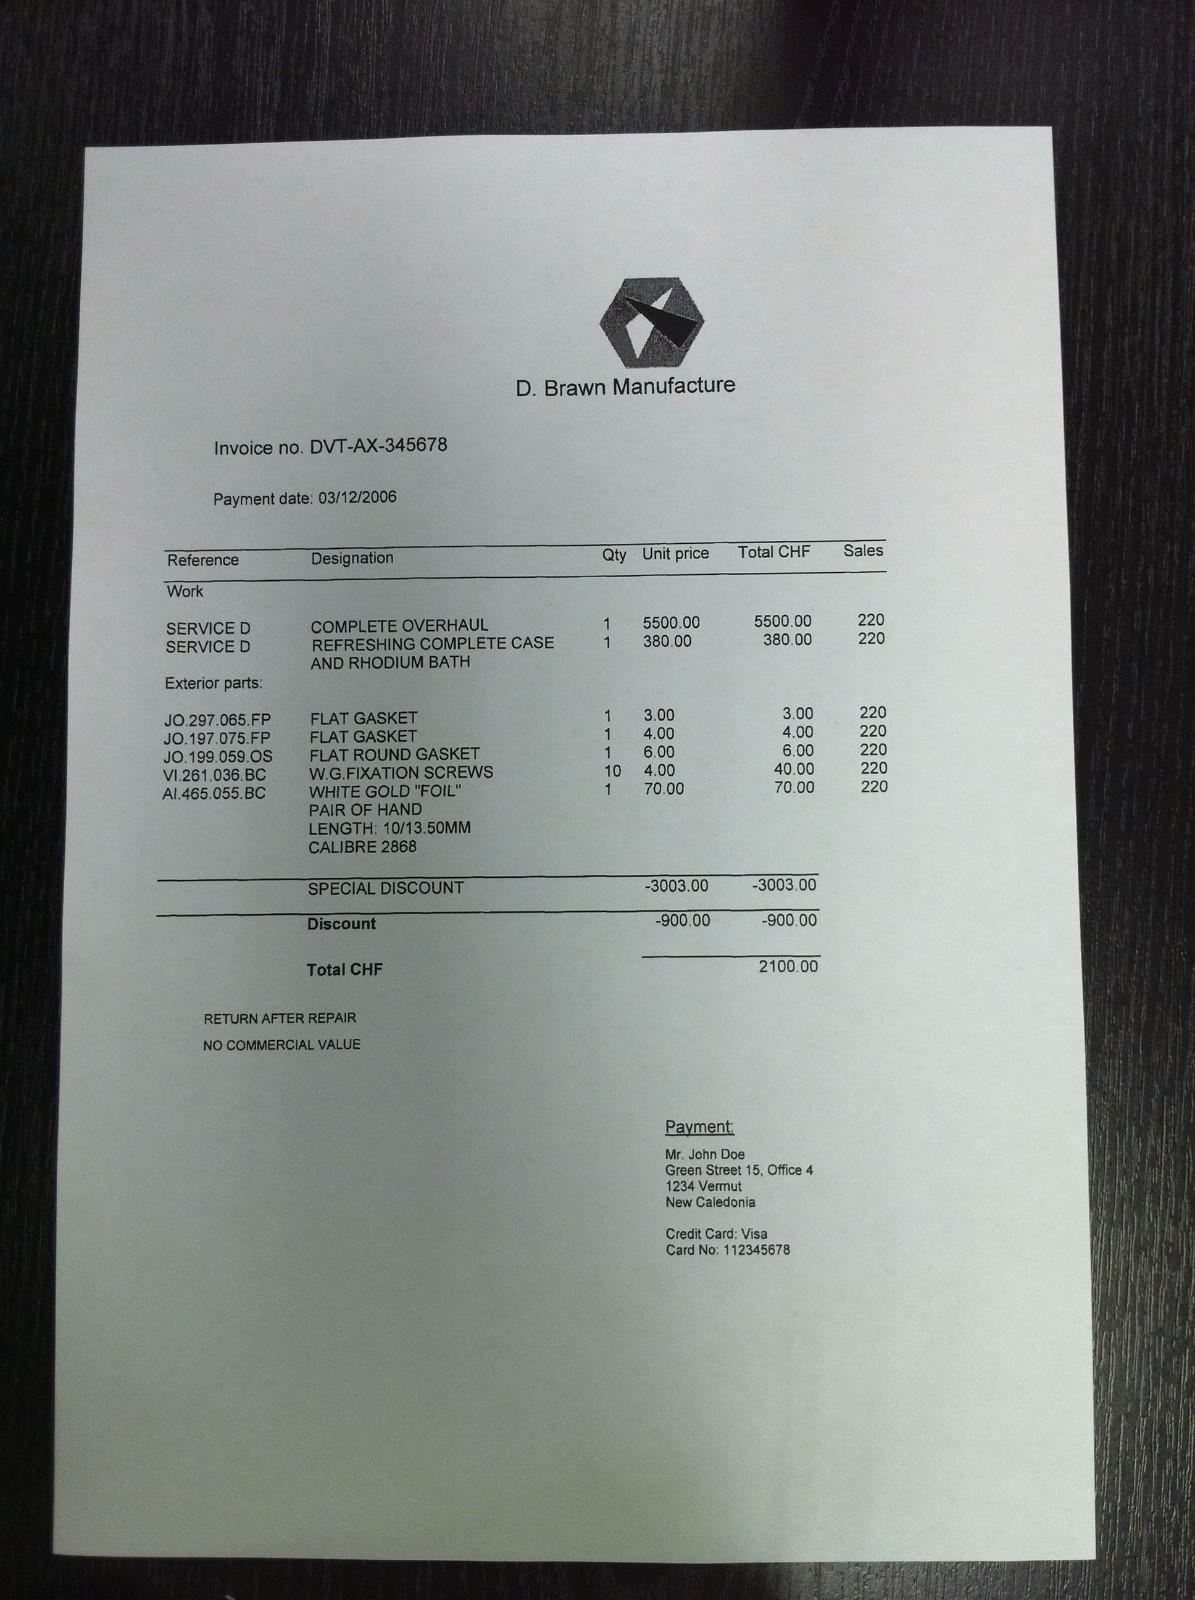 D. Brawn Manufacture
Invoice no. DVT-AX-345678
Payment date: 03/12/2006
Reference Designation Qty Unit price Total CHF Sales
Work
SERVICE D COMPLETE OVERHAUL 1 5500.00 5500.00 220
SERVICE D REFRESHING COMPLETE CASE 1 380.00 380.00 220
AND RHODIUM BATH
Exterior parts:
JO.297.065.FP FLAT GASKET 1 3.00 3.00 220
JO.197.075.FP FLAT GASKET 1 4.00 4.00 220
JO.199.059.OS FLAT ROUND GASKET 1 6.00 6.00 220
VI.261.036.BC W.G.FIXATION SCREWS 10 4.00 40.00 220
AI.465.055.BC WHITE GOLD "FOIL" 1 70.00 70.00 220
PAIR OF HAND
LENGTH: 10/13.50MM
CALIBRE 2868
SPECIAL DISCOUNT -3003.00 -3003.00
Discount -900.00 -900.00
Total CHF 2100.00
RETURN AFTER REPAIR
NO COMMERCIAL VALUE
Payment:
Mr. John Doe
Green Street 15, Office 4
1234 Vermut
New Caledonia
Credit Card: Visa
Card No: 112345678